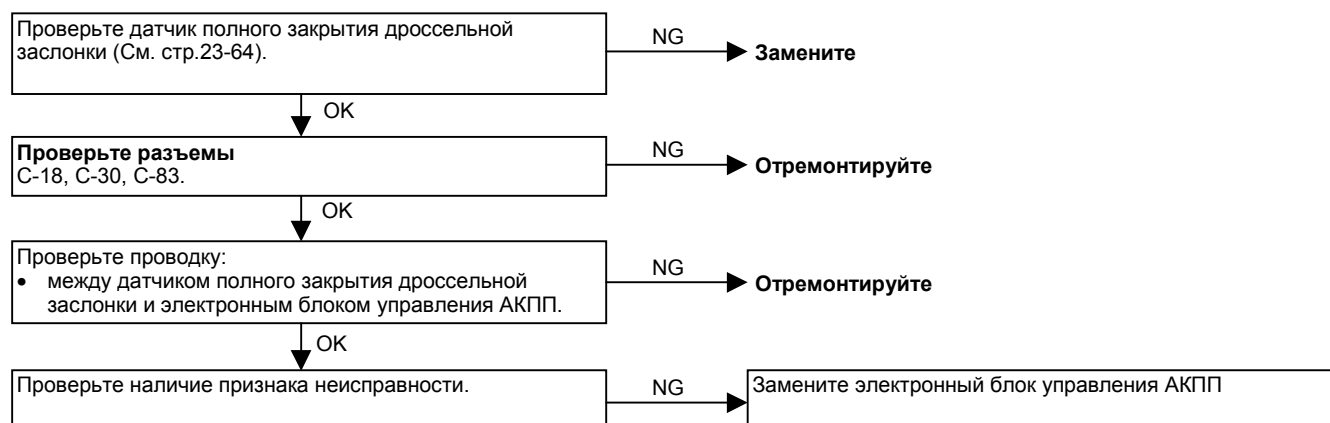 Проверьте датчик полного закрытия дроссельной
заслонки (См. стр.23-64).
NG
Замените
OK
Проверьте разъемы
C-18, C-30, C-83.
NG
Отремонтируйте
OK
Проверьте проводку:
• между датчиком полного закрытия дроссельной
заслонки и электронным блоком управления АКПП.
NG
Отремонтируйте
OK
Проверьте наличие признака неисправности.
NG
Замените электронный блок управления АКПП